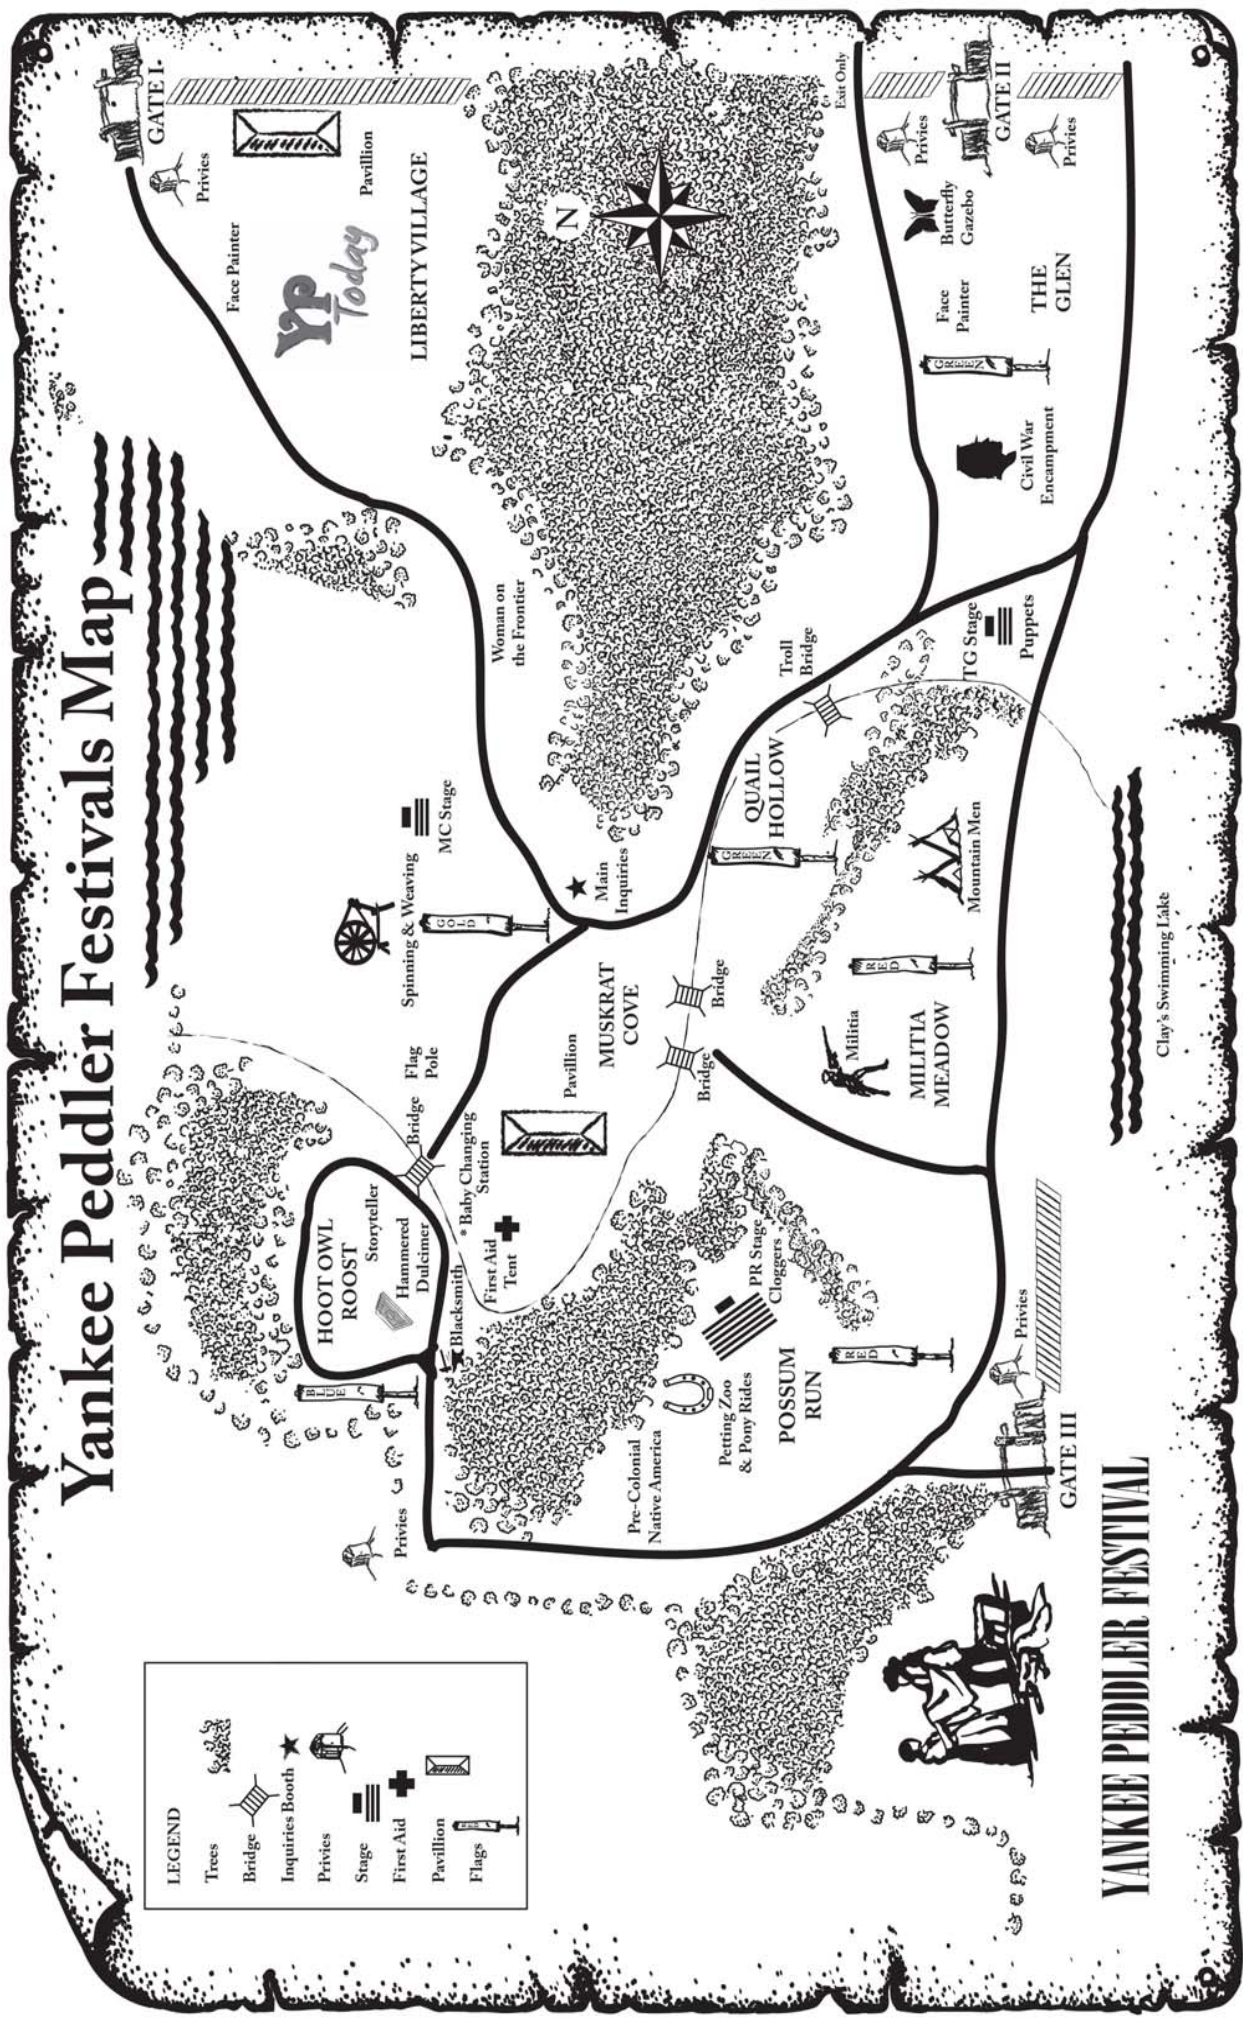 Yankee Peddler Festivals Map
LEGEND
Trees
Bridge
Inquiries Booth
Privies
Stage
First Aid
Pavillion
Flags
RED
Privies
BLUE
HOOT OWL
ROOST
Storyteller
Hammered
Dulcimer
Blacksmith
Bridge
Flag
Pole
* Baby Changing
Station
First Aid
Tent
Pavillion
Spinning & Weaving
GOLD
MC Stage
MUSKRAT
COVE
Main
Inquiries
Woman on
the Frontier
Face Painter
Privies
GATE I
YP
Today
Pavillion
LIBERTY VILLAGE
N
Pre-Colonial
Native America
Petting Zoo
& Pony Rides
POSSUM
RUN
PR Stage
Cloggers
RED
Bridge
Bridge
Militia
MILITIA
MEADOW
RED
Mountain Men
GREEN
QUAIL
HOLLOW
Troll
Bridge
TG Stage
Puppets
Exit Only
Civil War
Encampment
GREEN
Face
Painter
THE
GLEN
Butterfly
Gazebo
Privies
GATE II
Privies
GATE III
Privies
Clay's Swimming Lake
YANKEE PEDDLER FESTIVAL